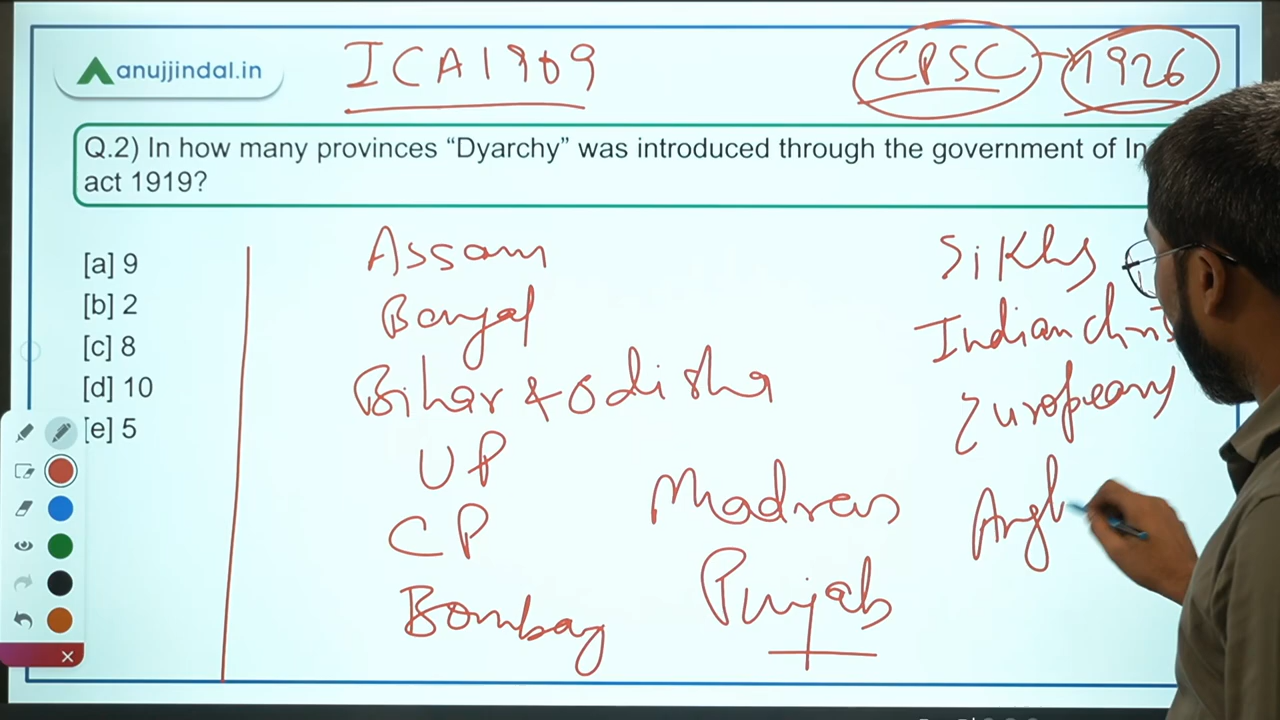 anujjindal.in
ICA1909
CPSC - 1926
Q.2) In how many provinces “Dyarchy” was introduced through the government of In
act 1919?
[a] 9
[b] 2
[c] 8
[d] 10
[e] 5
Assam
Bengal
Bihar & Odisha
UP
CP
Bombay
Madras
Punjab
Sikhs
Indian Chris
Europeans
Angl